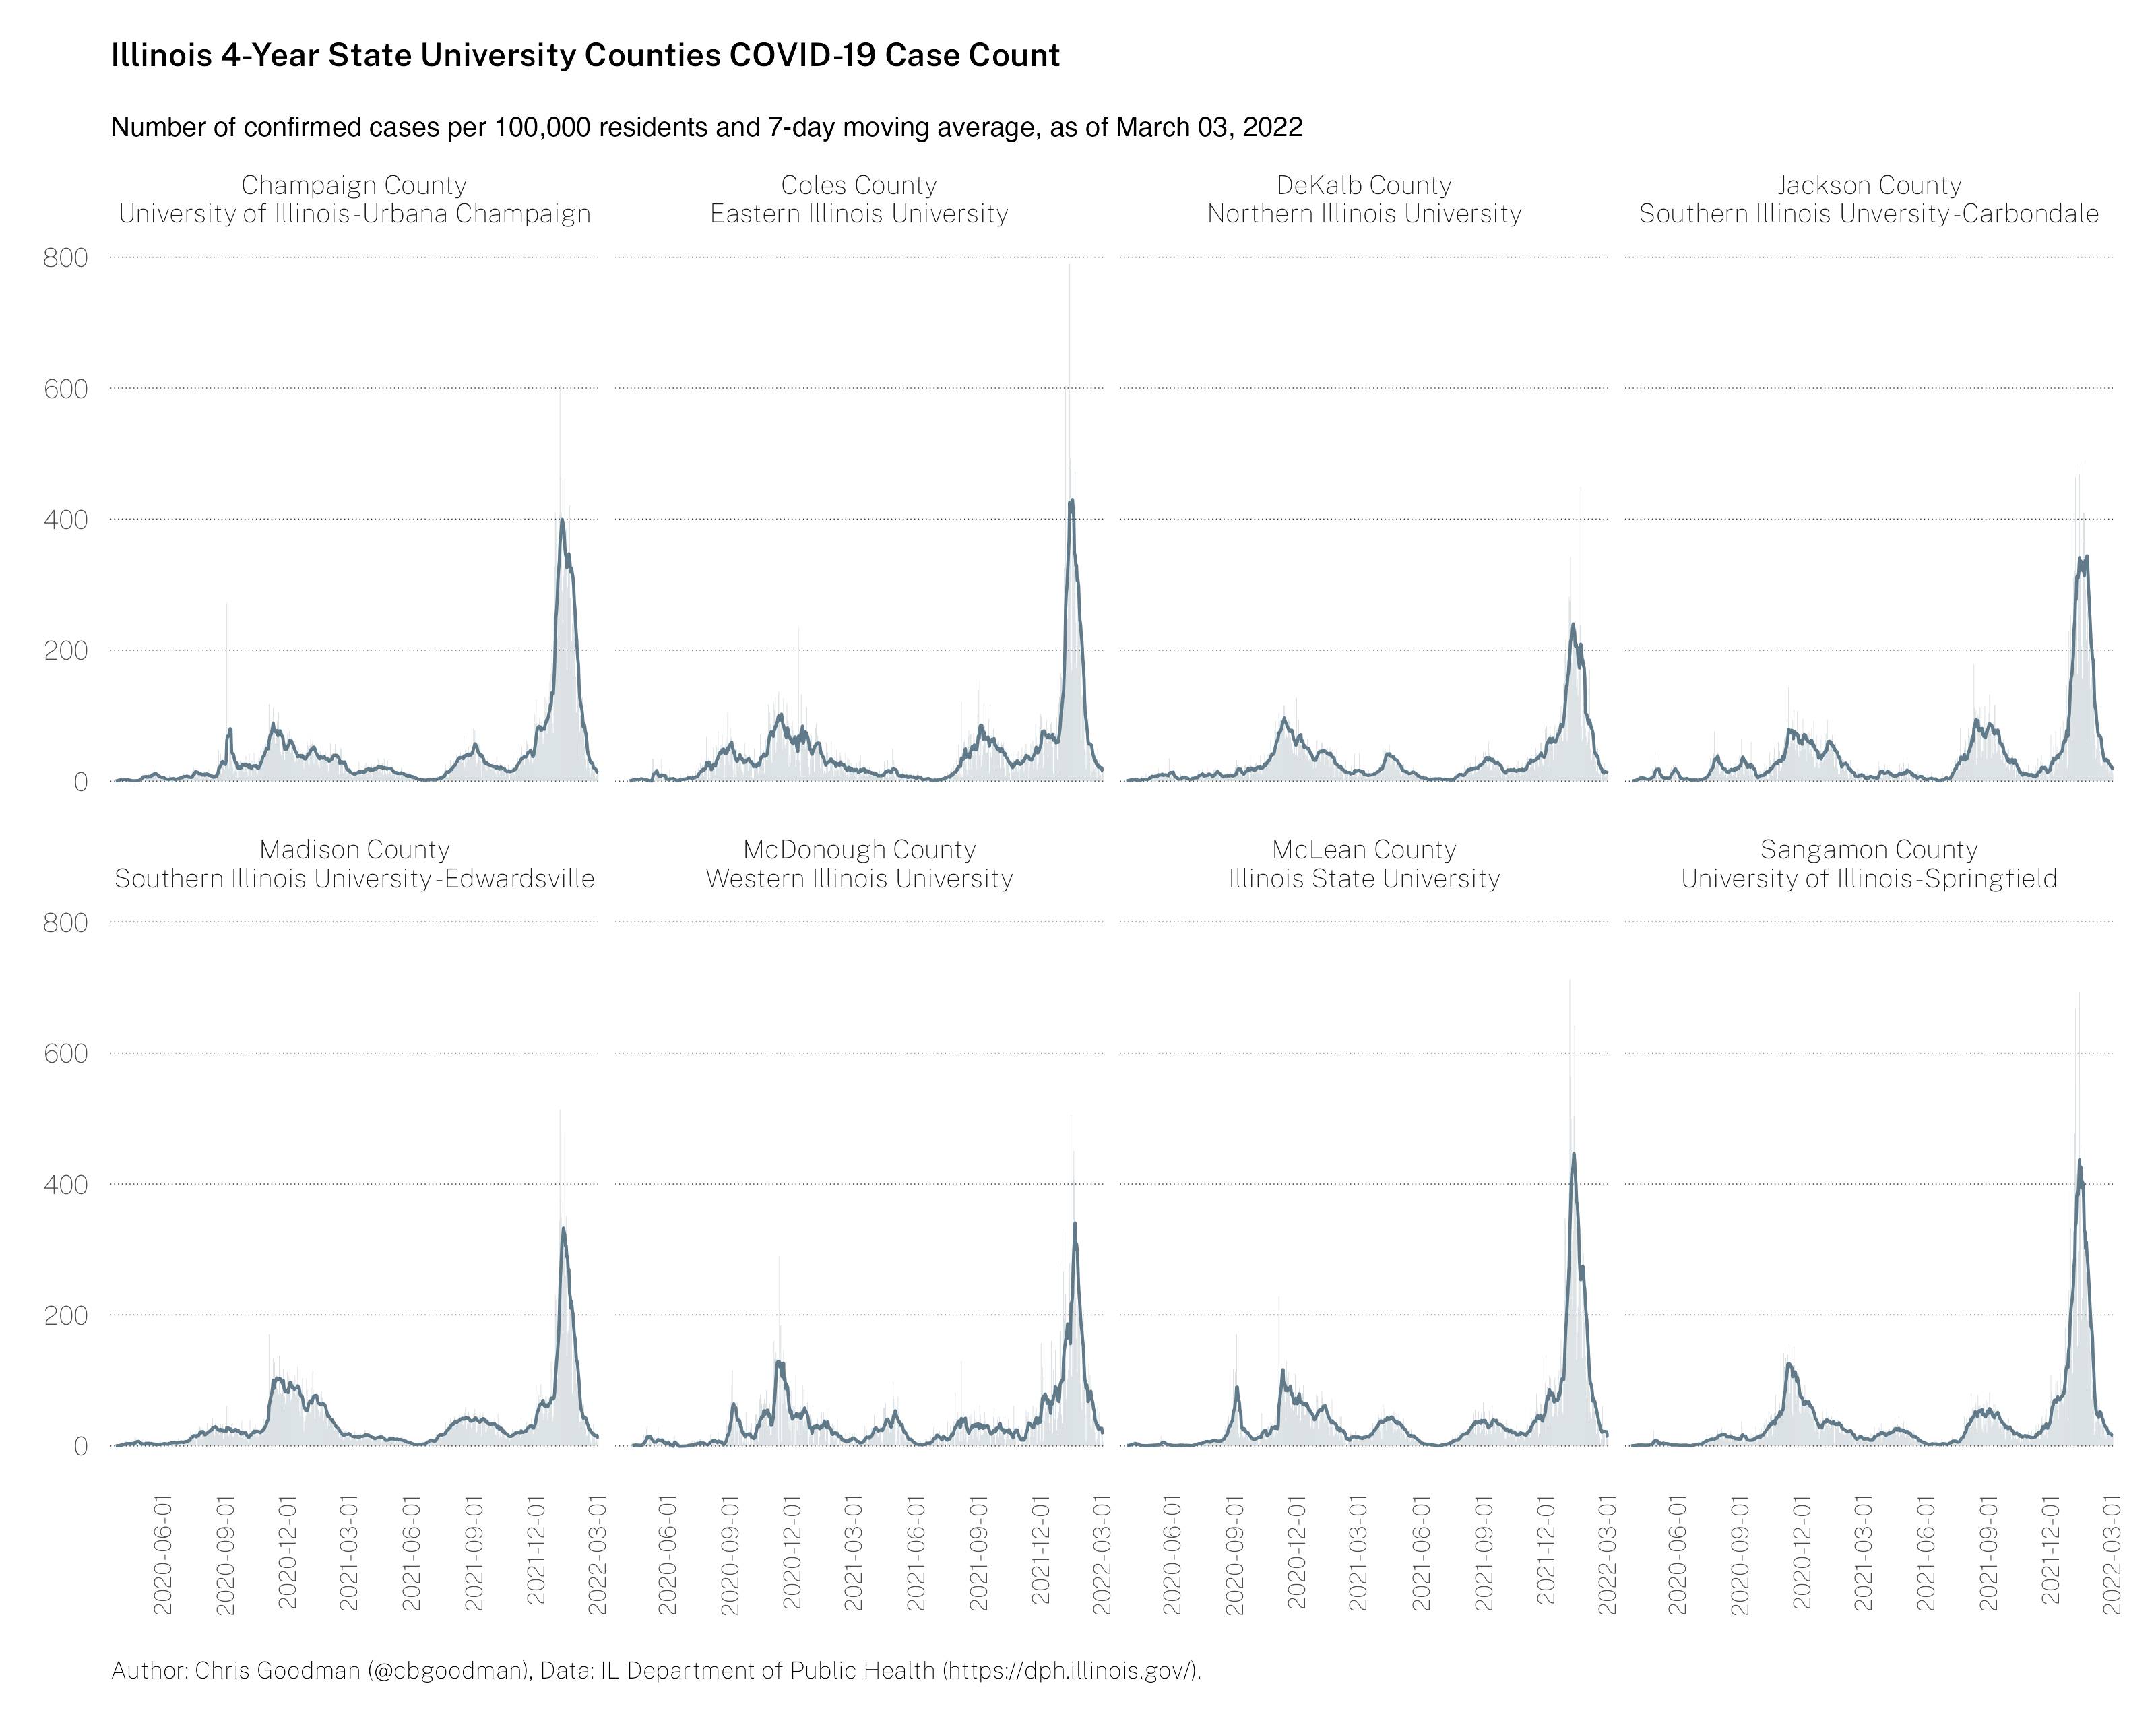 Illinois 4-Year State University Counties COVID-19 Case Count
Number of confirmed cases per 100,000 residents and 7-day moving average, as of March 03, 2022
Champaign County
University of Illinois-Urbana Champaign
Coles County
Eastern Illinois University
DeKalb County
Northern Illinois University
Jackson County
Southern Illinois Unversity-Carbondale
800
600
400
200
0
Madison County
Southern Illinois University-Edwardsville
McDonough County
Western Illinois University
McLean County
Illinois State University
Sangamon County
University of Illinois-Springfield
800
600
400
200
0
2020-06-01
2020-09-01
2020-12-01
2021-03-01
2021-06-01
2021-09-01
2021-12-01
2022-03-01
2020-06-01
2020-09-01
2020-12-01
2021-03-01
2021-06-01
2021-09-01
2021-12-01
2022-03-01
2020-06-01
2020-09-01
2020-12-01
2021-03-01
2021-06-01
2021-09-01
2021-12-01
2022-03-01
2020-06-01
2020-09-01
2020-12-01
2021-03-01
2021-06-01
2021-09-01
2021-12-01
2022-03-01
Author: Chris Goodman (@cbgoodman), Data: IL Department of Public Health (https://dph.illinois.gov/).